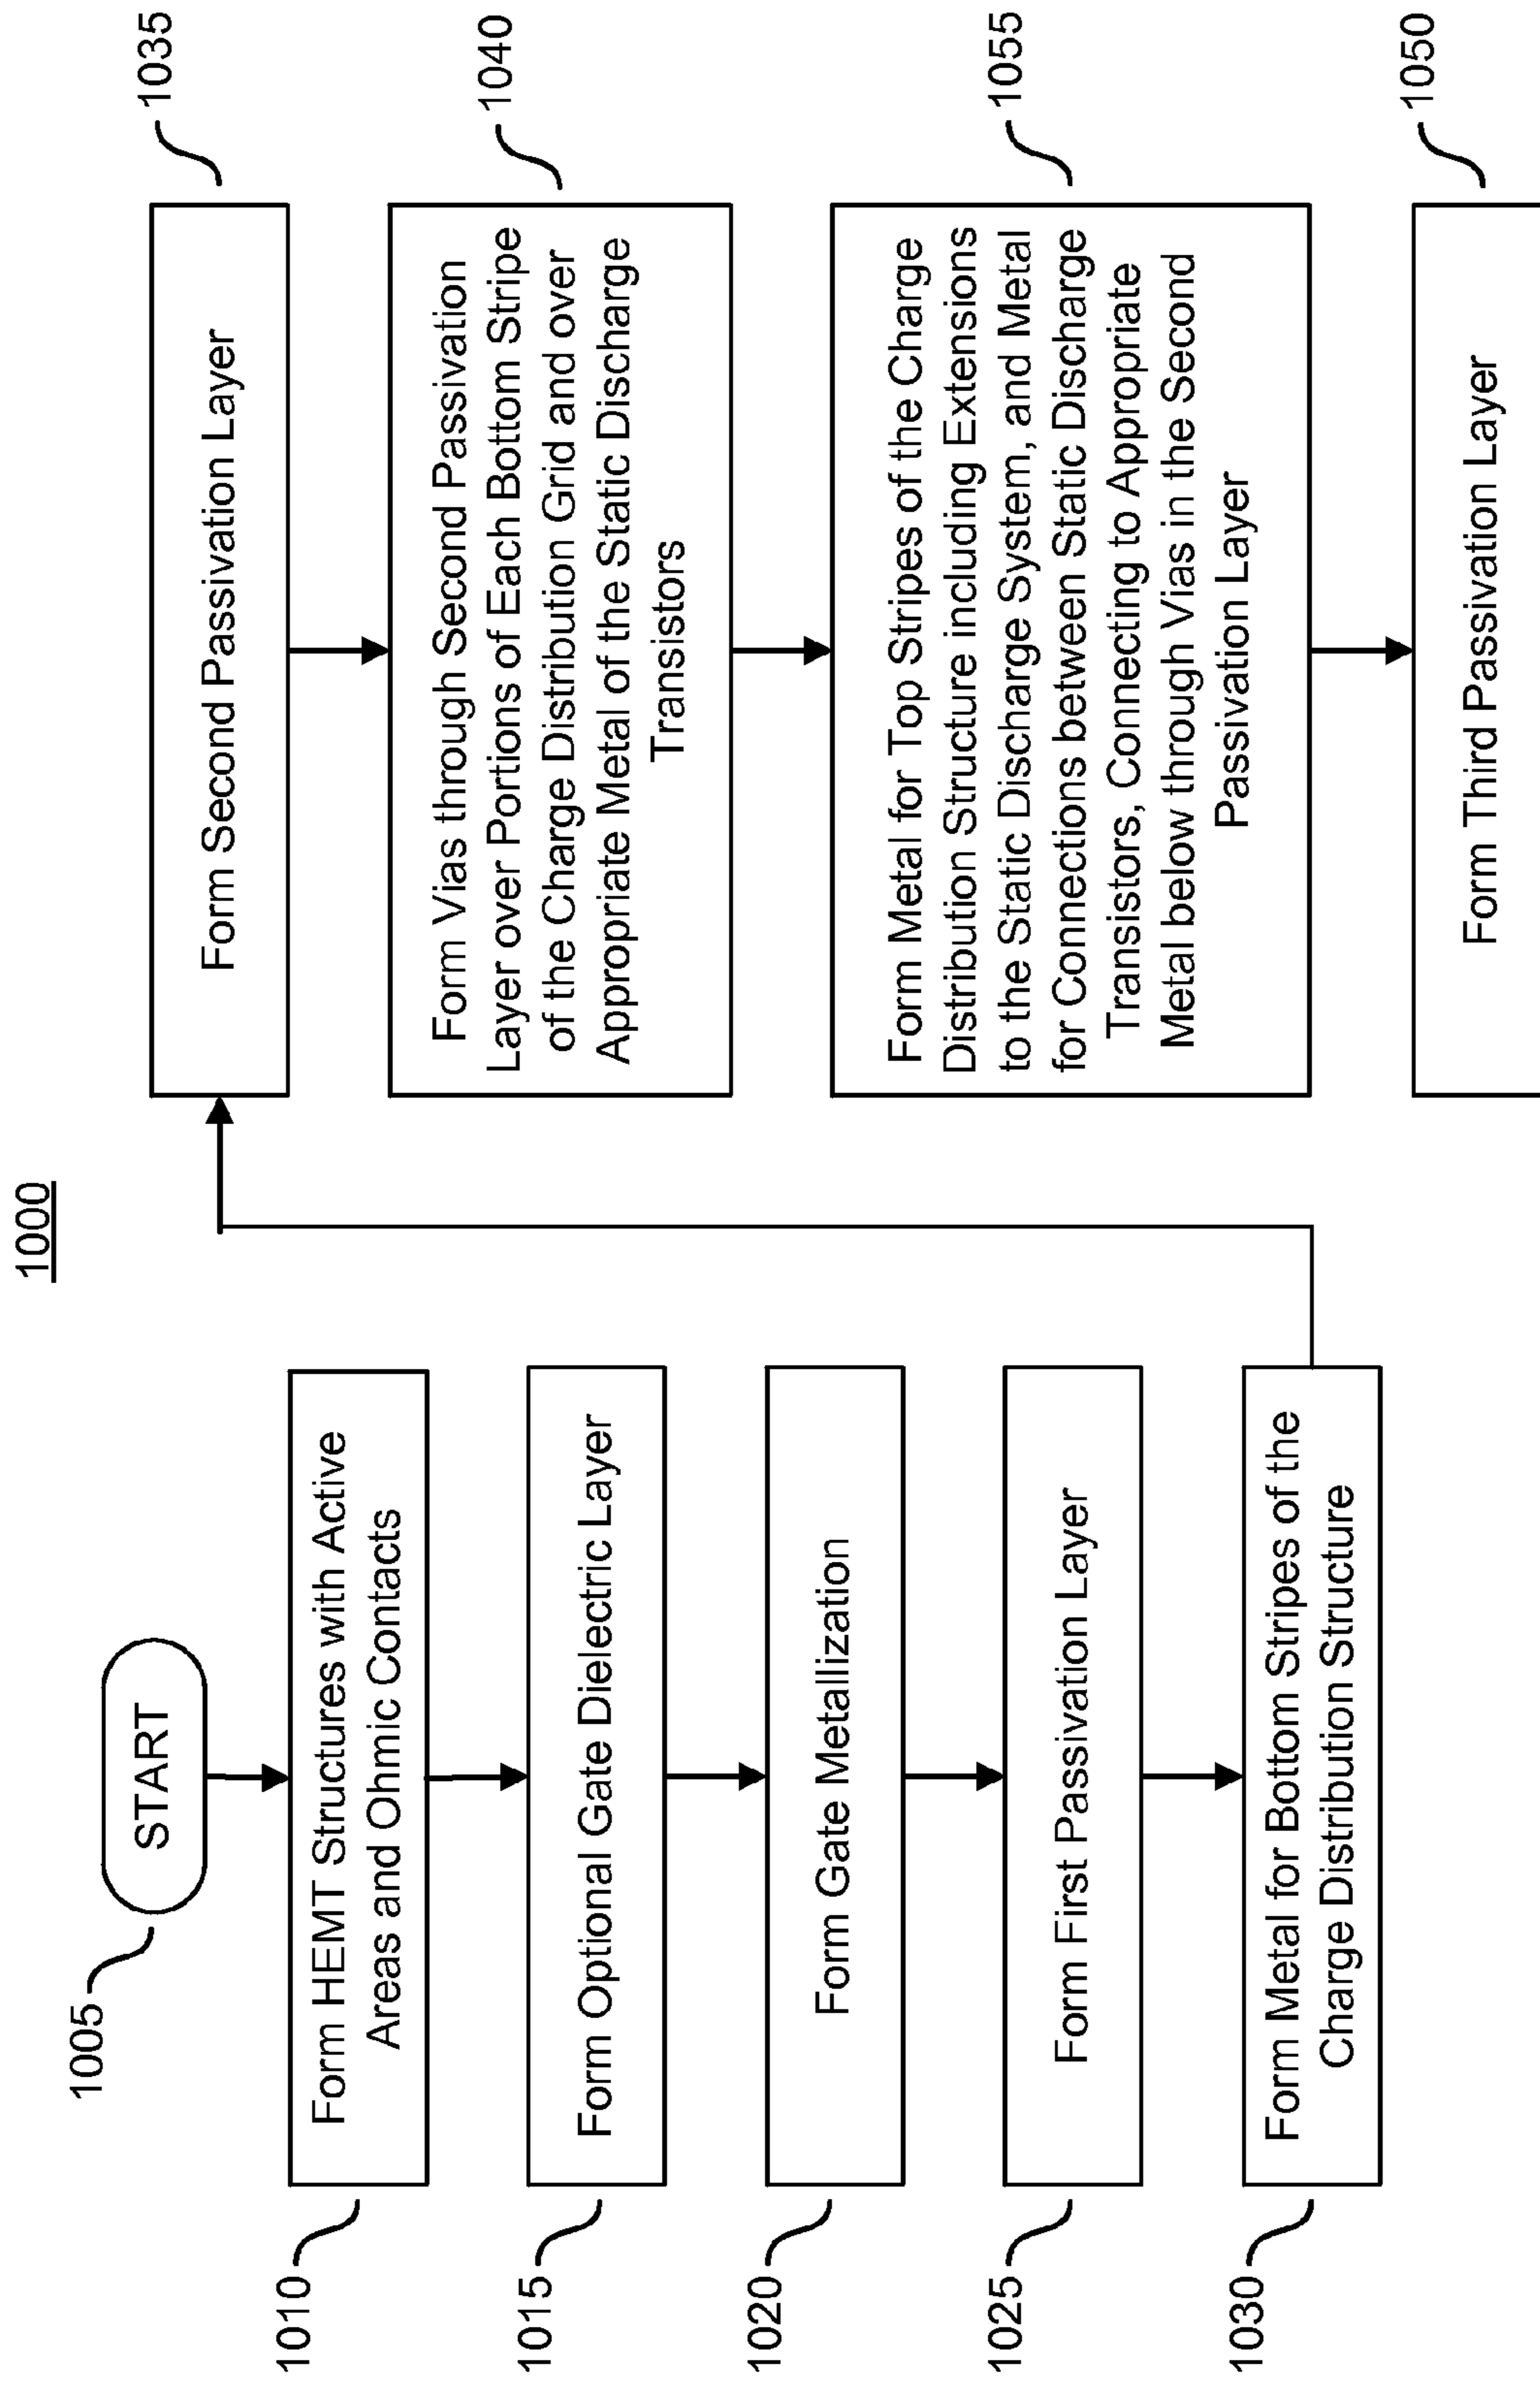 1000
START
1005
Form HEMT Structures with Active
Areas and Ohmic Contacts
1010
Form Optional Gate Dielectric Layer
1015
Form Gate Metallization
1020
Form First Passivation Layer
1025
Form Metal for Bottom Stripes of the
Charge Distribution Structure
1030
Form Second Passivation Layer
1035
Form Vias through Second Passivation
Layer over Portions of Each Bottom Stripe
of the Charge Distribution Grid and over
Appropriate Metal of the Static Discharge
Transistors
1040
Form Metal for Top Stripes of the Charge
Distribution Structure including Extensions
to the Static Discharge System, and Metal
for Connections between Static Discharge
Transistors, Connecting to Appropriate
Metal below through Vias in the Second
Passivation Layer
1055
Form Third Passivation Layer
1050